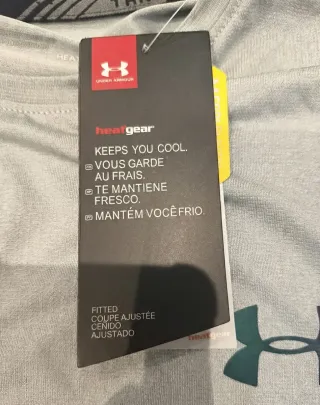 UNDER ARMOUR
heatgear
KEEPS YOU COOL.
VOUS GARDE
AU FRAIS.
TE MANTIENE
FRESCO.
MANTÉM VOCÊ FRIO.
FITTED
COUPE AJUSTÉE
CEÑIDO
AJUSTADO
heatgear